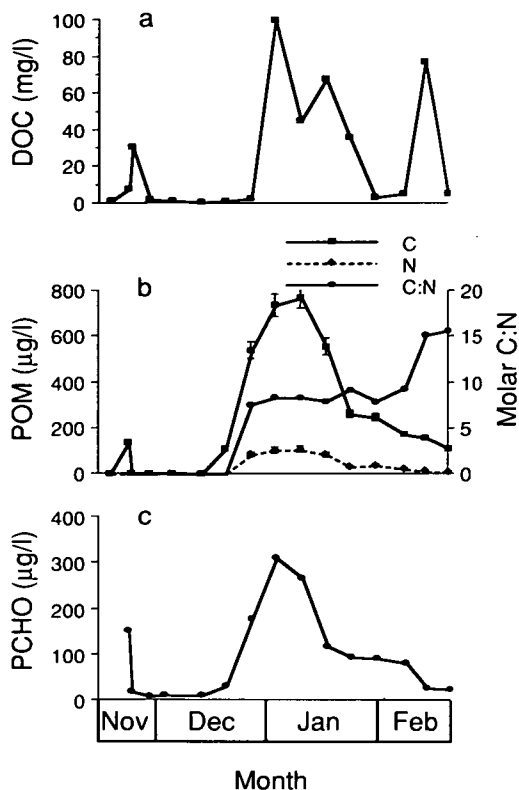 a
DOC (mg/l)
100
80
60
40
20
0
C
N
C:N
b
POM (µg/l)
800
600
400
200
0
20
15
10
5
0
Molar C:N
c
PCHO (µg/l)
400
300
200
100
0
Nov Dec Jan Feb
Month